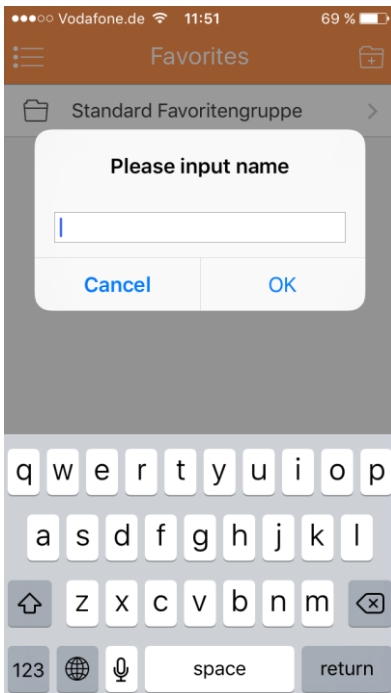 Vodafone.de 11:51 69 %
Favorites
Standard Favoritengruppe
Please input name
Cancel OK
q w e r t y u i o p
a s d f g h j k l
z x c v b n m
123 space return